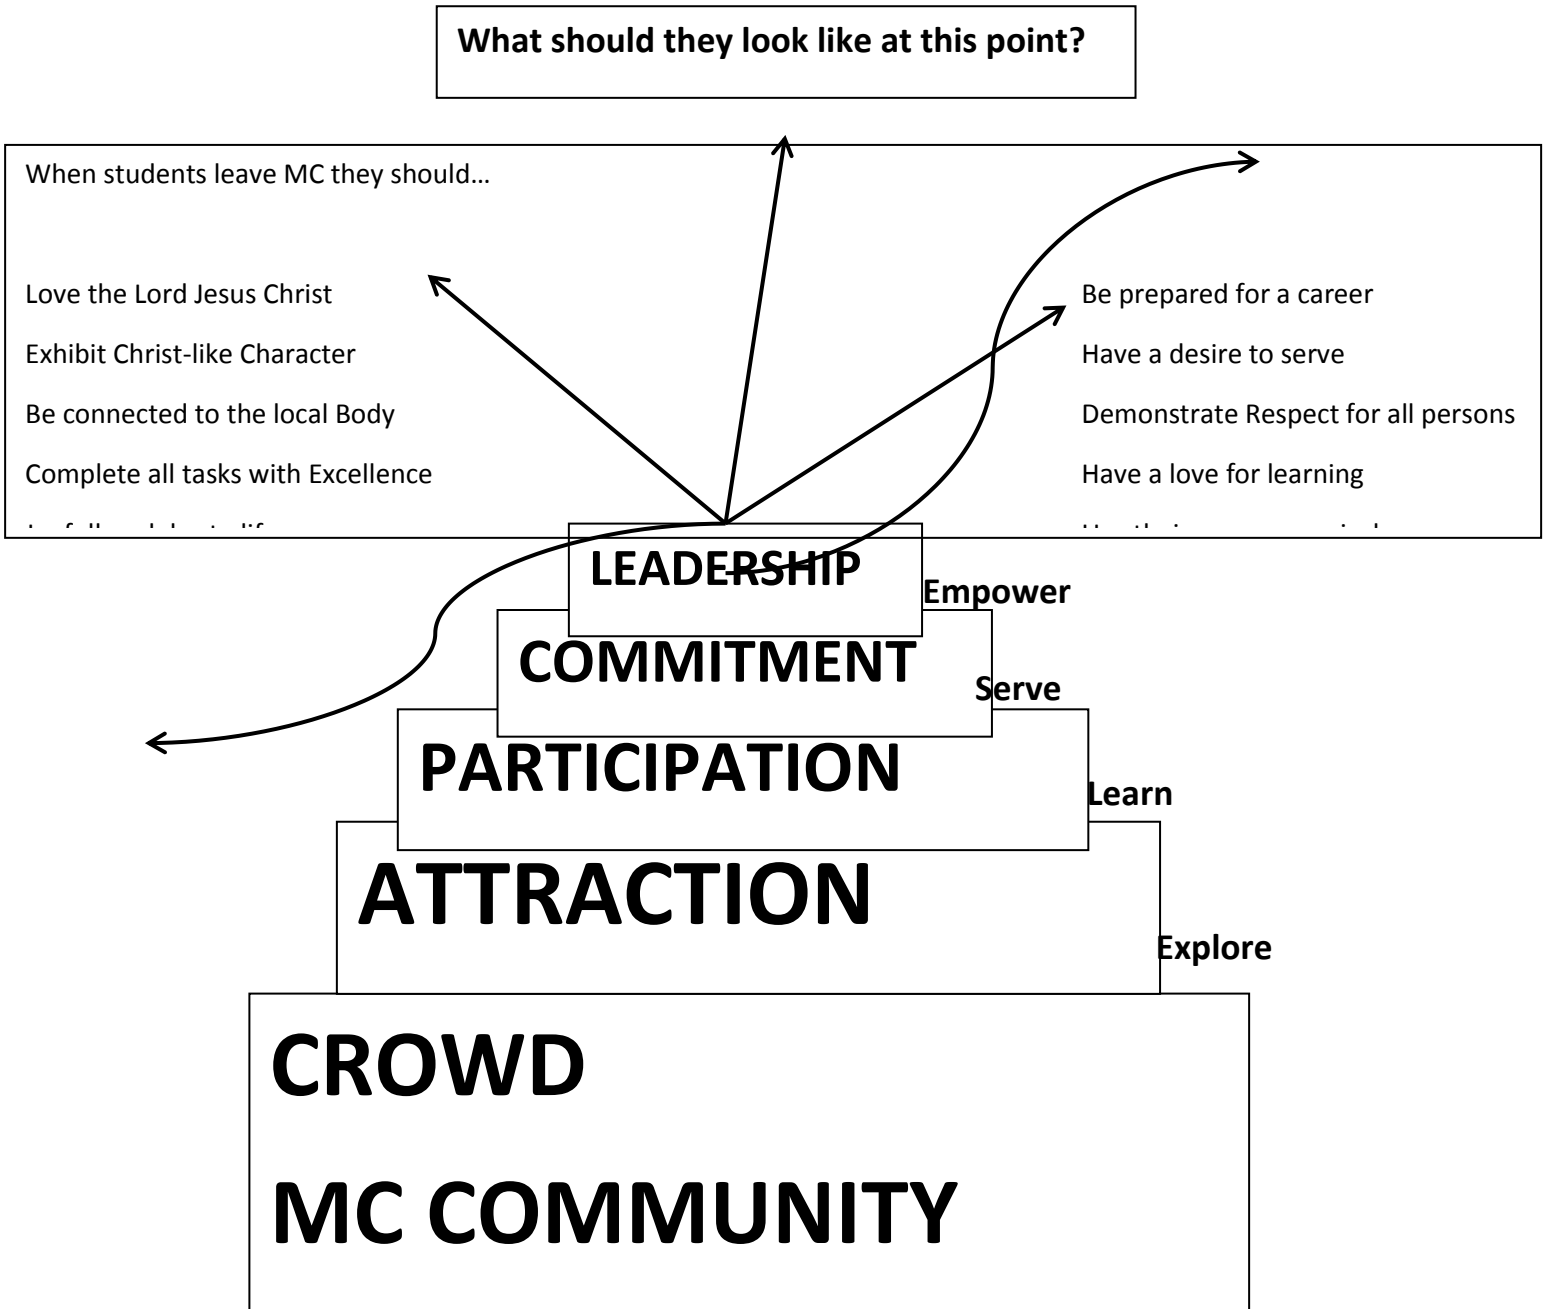 What should they look like at this point?
When students leave MC they should…
Love the Lord Jesus Christ
Exhibit Christ-like Character
Be connected to the local Body
Complete all tasks with Excellence
Be prepared for a career
Have a desire to serve
Demonstrate Respect for all persons
Have a love for learning
LEADERSHIP
Empower
COMMITMENT
Serve
PARTICIPATION
Learn
ATTRACTION
Explore
CROWD
MC COMMUNITY